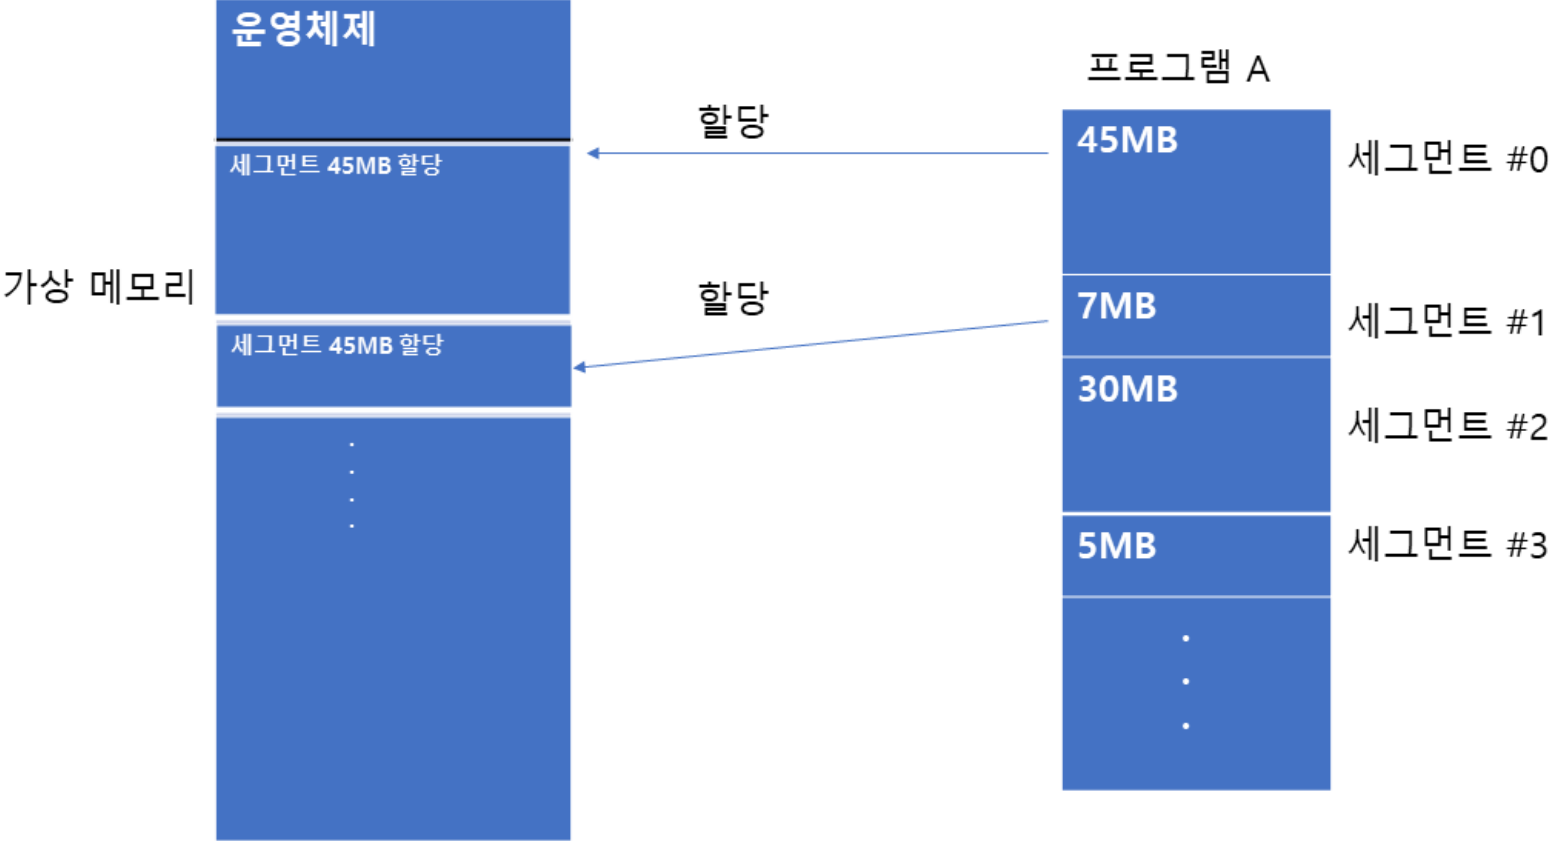 운영체제
세그먼트 45MB 할당
가상 메모리
세그먼트 45MB 할당
할당
할당
프로그램 A
45MB
세그먼트 #0
7MB
세그먼트 #1
30MB
세그먼트 #2
5MB
세그먼트 #3